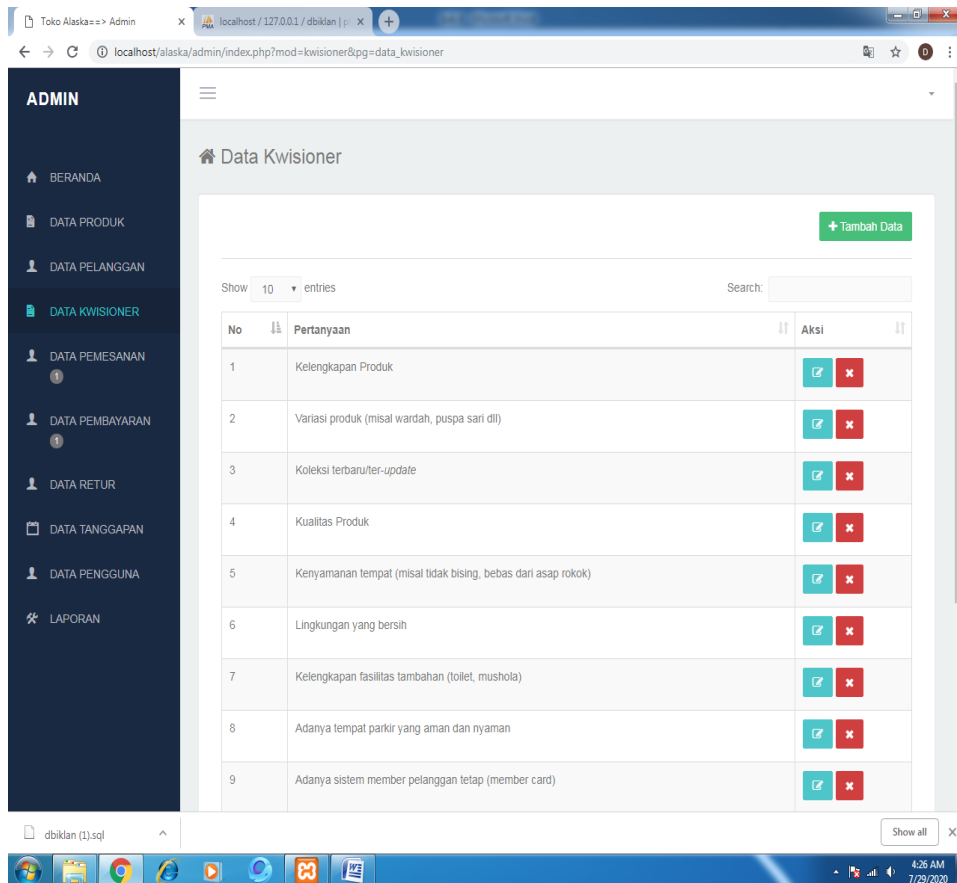 Toko Alaska==> Admin
localhost / 127.0.0.1 / dbiklan | p
localhost/alaska/admin/index.php?mod=kwisioner&pg=data_kwisioner
D
ADMIN
BERANDA
DATA PRODUK
DATA PELANGGAN
DATA KWISIONER
DATA PEMESANAN
1
DATA PEMBAYARAN
1
DATA RETUR
DATA TANGGAPAN
DATA PENGGUNA
LAPORAN
Data Kwisioner
+ Tambah Data
Show 10 entries Search:
No Pertanyaan Aksi
1 Kelengkapan Produk
2 Variasi produk (misal wardah, puspa sari dll)
3 Koleksi terbaru/ter-update
4 Kualitas Produk
5 Kenyamanan tempat (misal tidak bising, bebas dari asap rokok)
6 Lingkungan yang bersih
7 Kelengkapan fasilitas tambahan (toilet, mushola)
8 Adanya tempat parkir yang aman dan nyaman
9 Adanya sistem member pelanggan tetap (member card)
dbiklan (1).sql
Show all
4:26 AM
7/29/2020